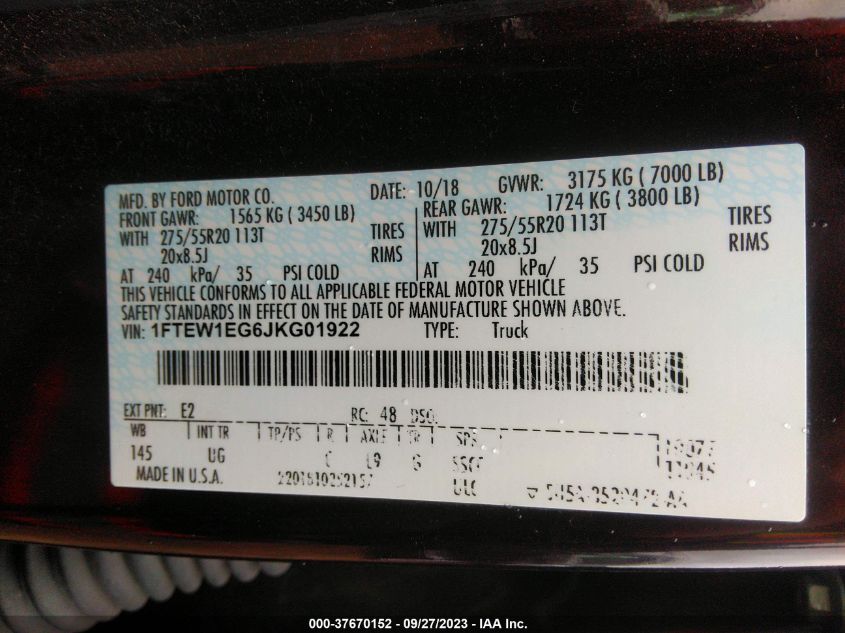 MFD. BY FORD MOTOR CO. DATE: 10/18 GVWR: 3175 KG ( 7000 LB)
FRONT GAWR: 1565 KG ( 3450 LB) REAR GAWR: 1724 KG ( 3800 LB)
WITH 275/55R20 113T TIRES WITH 275/55R20 113T TIRES
20x8.5J RIMS 20x8.5J RIMS
AT 240 kPa/ 35 PSI COLD AT 240 kPa/ 35 PSI COLD
THIS VEHICLE CONFORMS TO ALL APPLICABLE FEDERAL MOTOR VEHICLE
SAFETY STANDARDS IN EFFECT ON THE DATE OF MANUFACTURE SHOWN ABOVE.
VIN: 1FTEW1EG6JKG01922 TYPE: Truck
EXT PNT: E2 RC: 48 DSO:
WB INT TR TP/PS R AXLE TR SPR
145 UG L9 G
MADE IN U.S.A.
000-37670152 - 09/27/2023 - IAA Inc.